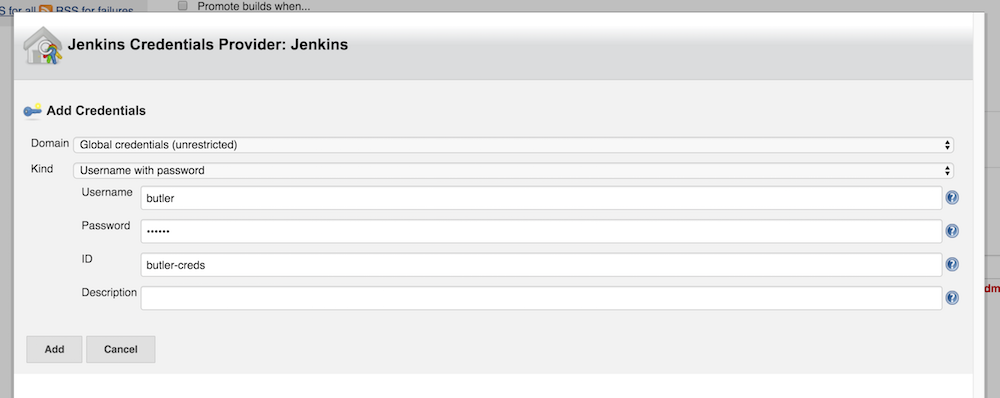 S for all RSS for failures
Promote builds when...
Jenkins Credentials Provider: Jenkins
Add Credentials
Domain Global credentials (unrestricted)
Kind Username with password
Username butler
Password ••••••
ID butler-creds
Description
dm
Add Cancel